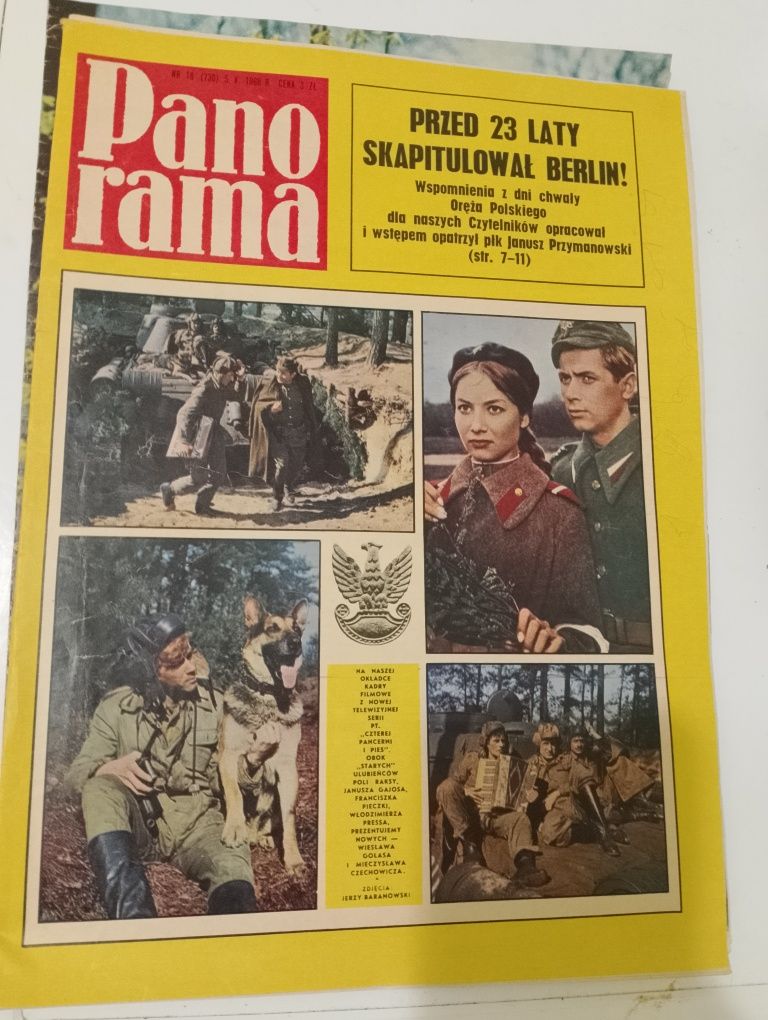 NR 18 (730) 5. V. 1968 R. CENA 3 ZŁ
Pano
rama
PRZED 23 LATY
SKAPITULOWAŁ BERLIN!
Wspomnienia z dni chwały
Oręża Polskiego
dla naszych Czytelników opracował
i wstępem opatrzył płk Janusz Przymanowski
(str. 7-11)
NA NASZEJ
OKŁADCE
KADRY
FILMOWE
Z NOWEJ
TELEWIZYJNEJ
SERII
PT.
„CZTEREJ
PANCERNI
I PIES".
OBOK
„STARYCH"
ULUBIEŃCÓW
POLI RAKSY,
JANUSZA GAJOSA,
FRANCISZKA
PIECZKI,
WŁODZIMIERZA
PRESSA,
PREZENTUJEMY
NOWYCH —
WIESŁAWA
GOŁASA
I MIECZYSŁAWA
CZECHOWICZA.
ZDJĘCIA
JERZY BARANOWSKI